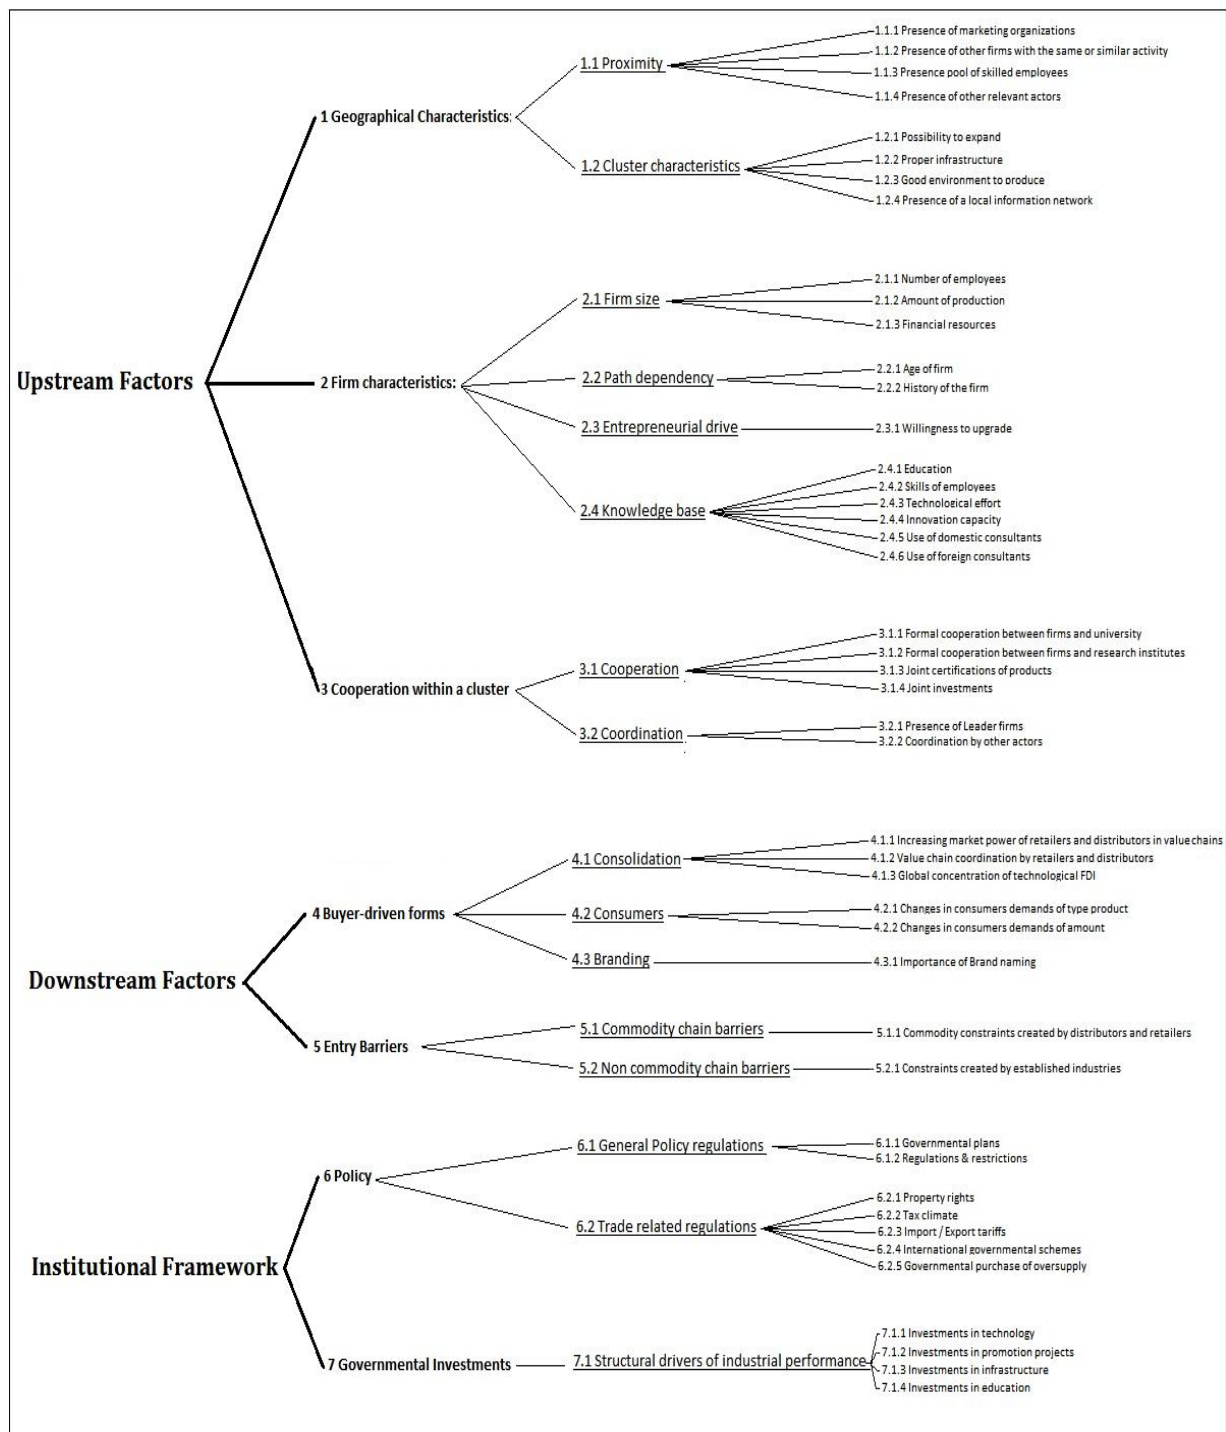 1.1.1 Presence of marketing organizations
1.1.2 Presence of other firms with the same or similar activity
1.1 Proximity
1.1.3 Presence pool of skilled employees
1.1.4 Presence of other relevant actors
1 Geographical Characteristics:
1.2.1 Possibility to expand
1.2.2 Proper infrastructure
1.2 Cluster characteristics
1.2.3 Good environment to produce
1.2.4 Presence of a local information network
2.1.1 Number of employees
2.1 Firm size
2.1.2 Amount of production
2.1.3 Financial resources
Upstream Factors
2 Firm characteristics:
2.2 Path dependency
2.2.1 Age of firm
2.2.2 History of the firm
2.3 Entrepreneurial drive
2.3.1 Willingness to upgrade
2.4.1 Education
2.4.2 Skills of employees
2.4.3 Technological effort
2.4 Knowledge base
2.4.4 Innovation capacity
2.4.5 Use of domestic consultants
2.4.6 Use of foreign consultants
3.1.1 Formal cooperation between firms and university
3.1.2 Formal cooperation between firms and research institutes
3.1 Cooperation
3.1.3 Joint certifications of products
3.1.4 Joint investments
3 Cooperation within a cluster
3.2.1 Presence of Leader firms
3.2 Coordination
3.2.2 Coordination by other actors
4.1.1 Increasing market power of retailers and distributors in value chains
4.1 Consolidation
4.1.2 Value chain coordination by retailers and distributors
4.1.3 Global concentration of technological FDI
4 Buyer-driven forms
4.2 Consumers
4.2.1 Changes in consumers demands of type product
4.2.2 Changes in consumers demands of amount
4.3 Branding
4.3.1 Importance of Brand naming
Downstream Factors
5.1 Commodity chain barriers
5.1.1 Commodity constraints created by distributors and retailers
5 Entry Barriers
5.2 Non commodity chain barriers
5.2.1 Constraints created by established industries
6.1 General Policy regulations
6.1.1 Governmental plans
6.1.2 Regulations & restrictions
6 Policy
6.2.1 Property rights
6.2.2 Tax climate
6.2 Trade related regulations
6.2.3 Import / Export tariffs
6.2.4 International governmental schemes
6.2.5 Governmental purchase of oversupply
Institutional Framework
7.1.1 Investments in technology
7.1.2 Investments in promotion projects
7 Governmental Investments
7.1 Structural drivers of industrial performance
7.1.3 Investments in infrastructure
7.1.4 Investments in education